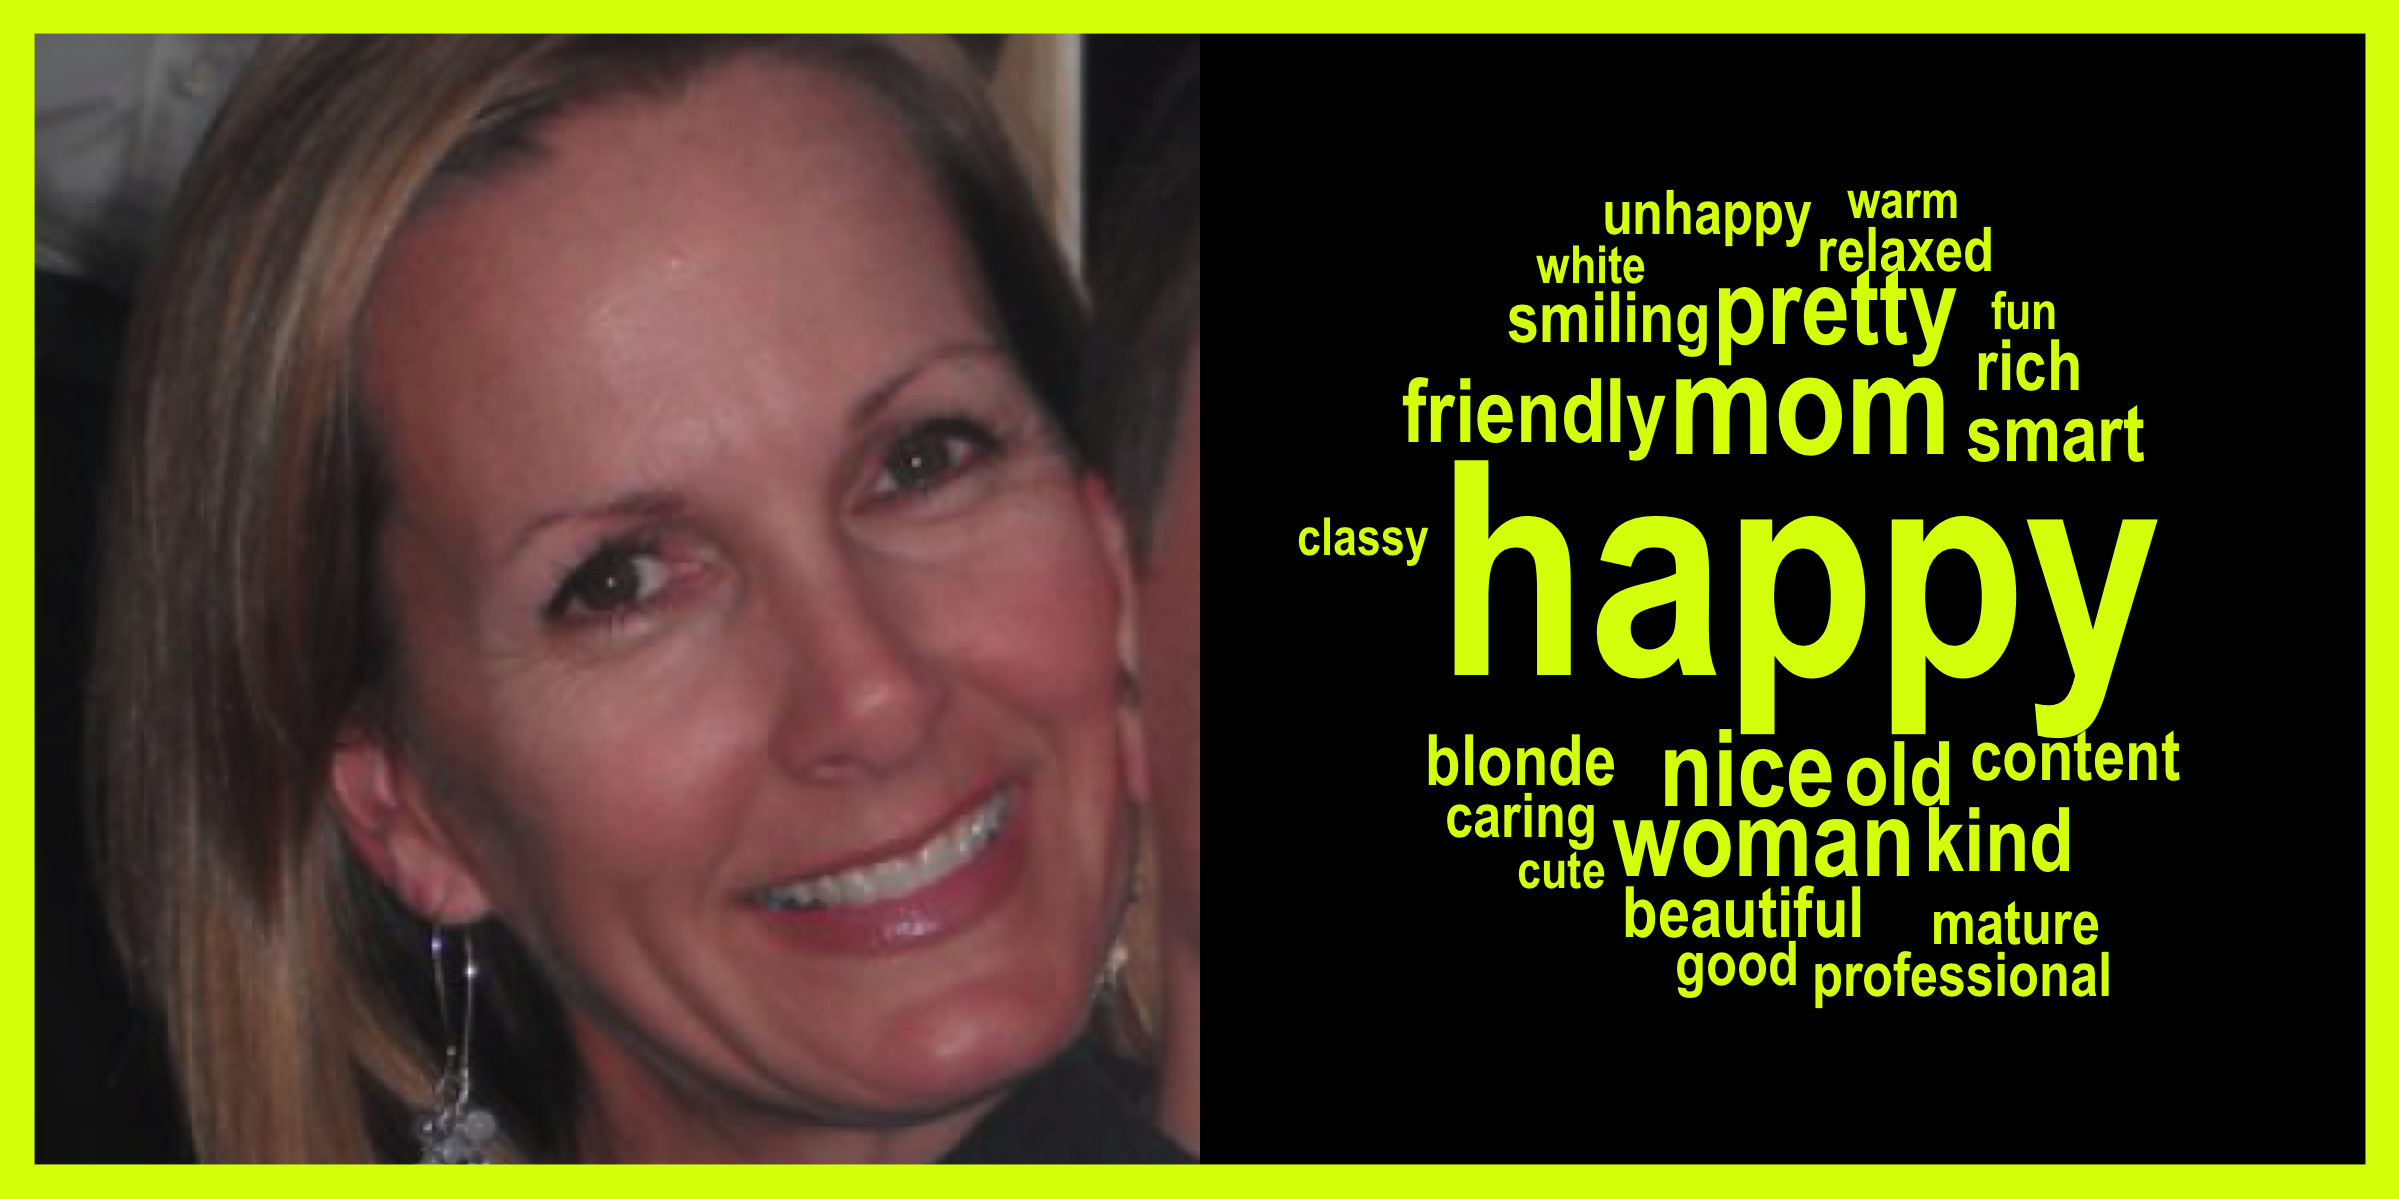 unhappy warm
white relaxed
smiling pretty fun
rich
friendly mom smart
classy happy
blonde nice old content
caring woman kind
cute
beautiful mature
good professional